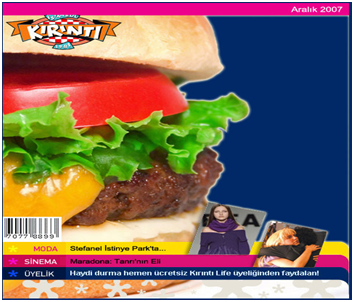 Aralık 2007
KIRINTI
MODA Stefanel İstinye Park'ta...
SİNEMA Maradona: Tanrı'nın Eli
ÜYELİK Haydi durma hemen ücretsiz Kırıntı Life üyeliğinden faydalan!